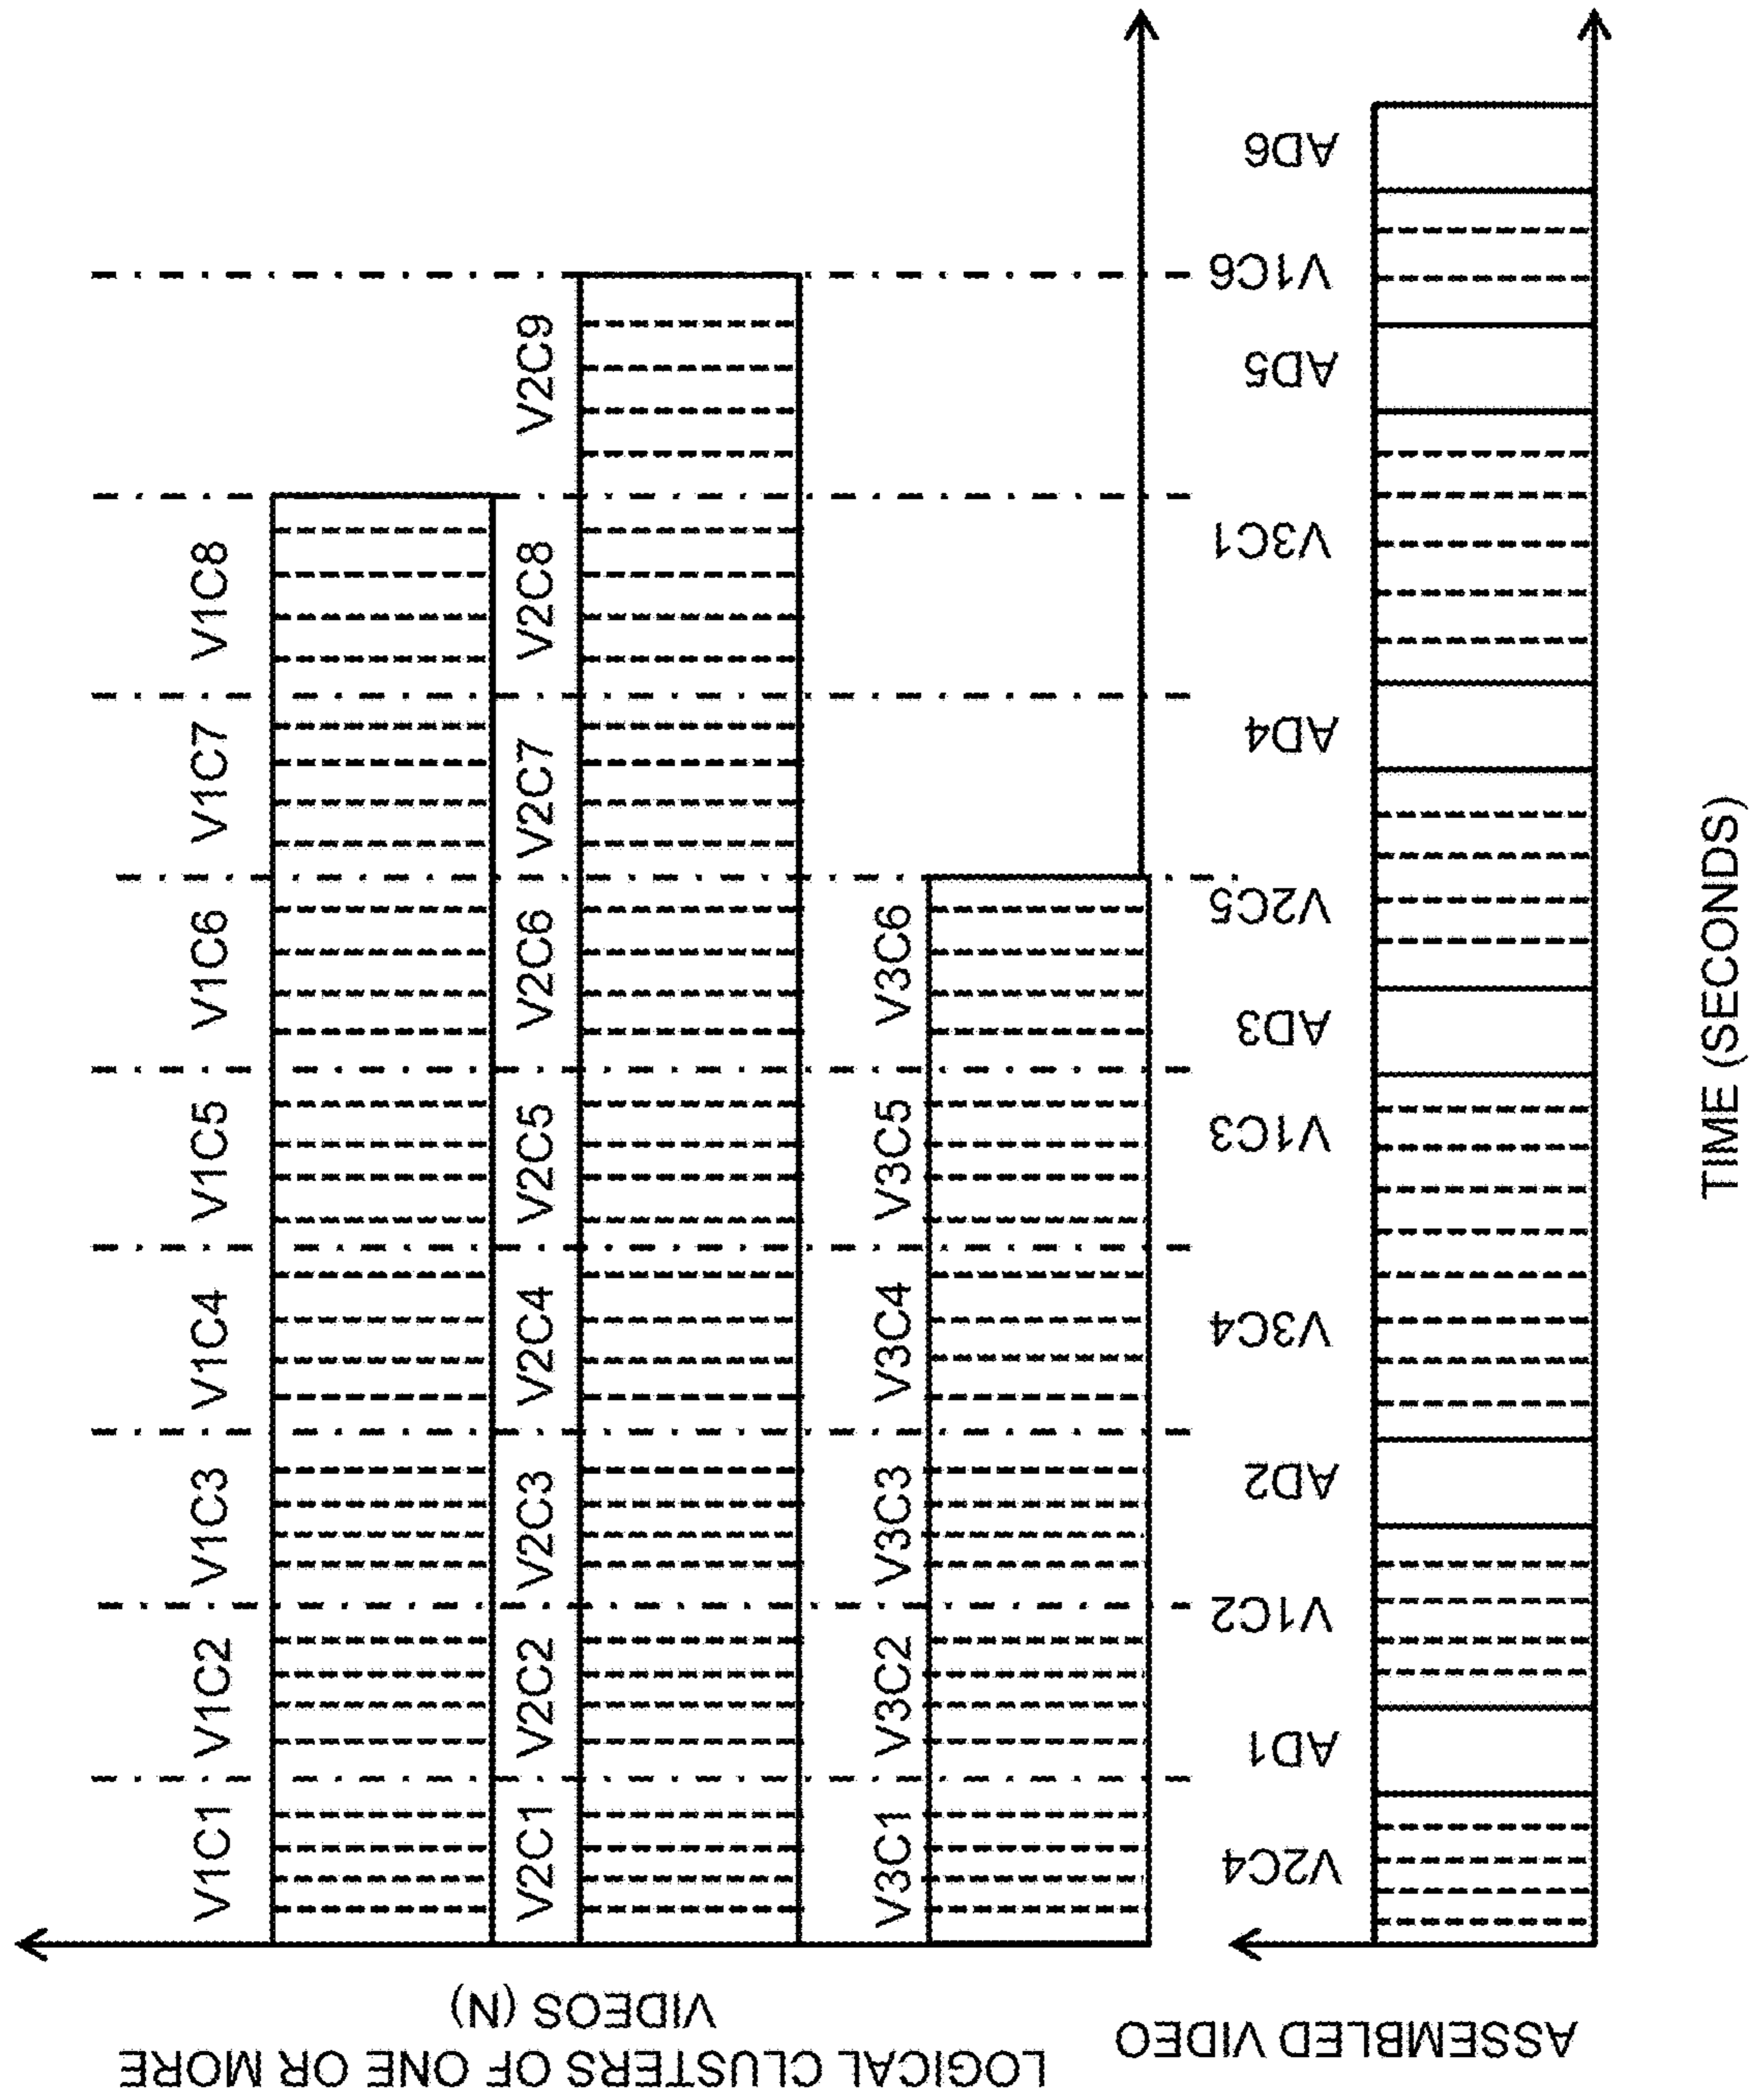 LOGICAL CLUSTERS OF ONE OR MORE
VIDEOS (N)
V1C1 V1C2 V1C3 V1C4 V1C5 V1C6 V1C7 V1C8
V2C1 V2C2 V2C3 V2C4 V2C5 V2C6 V2C7 V2C8 V2C9
V3C1 V3C2 V3C3 V3C4 V3C5 V3C6
ASSEMBLED VIDEO
V2C4 AD1 V1C2 AD2 V3C4 V1C3 AD3 V2C5 AD4 V3C1 AD5 V1C6 AD6
TIME (SECONDS)